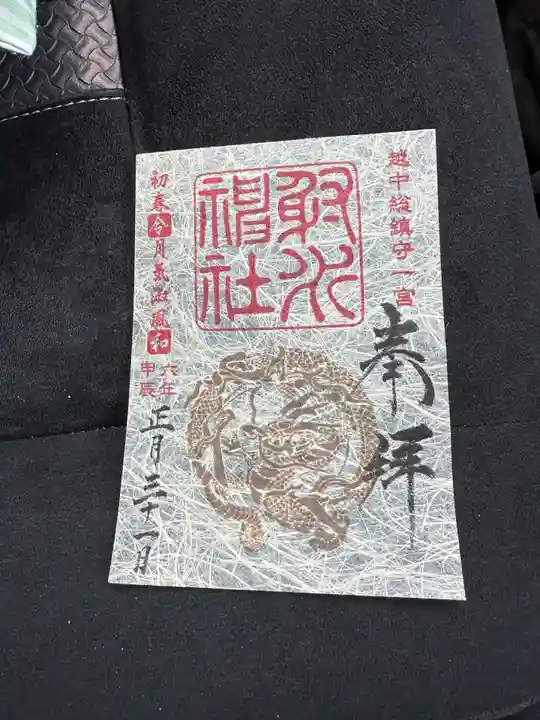 越中総鎮守一宮
奉拝
射水
神社
初春令月気淑風和
六年
甲辰
正月三十一日